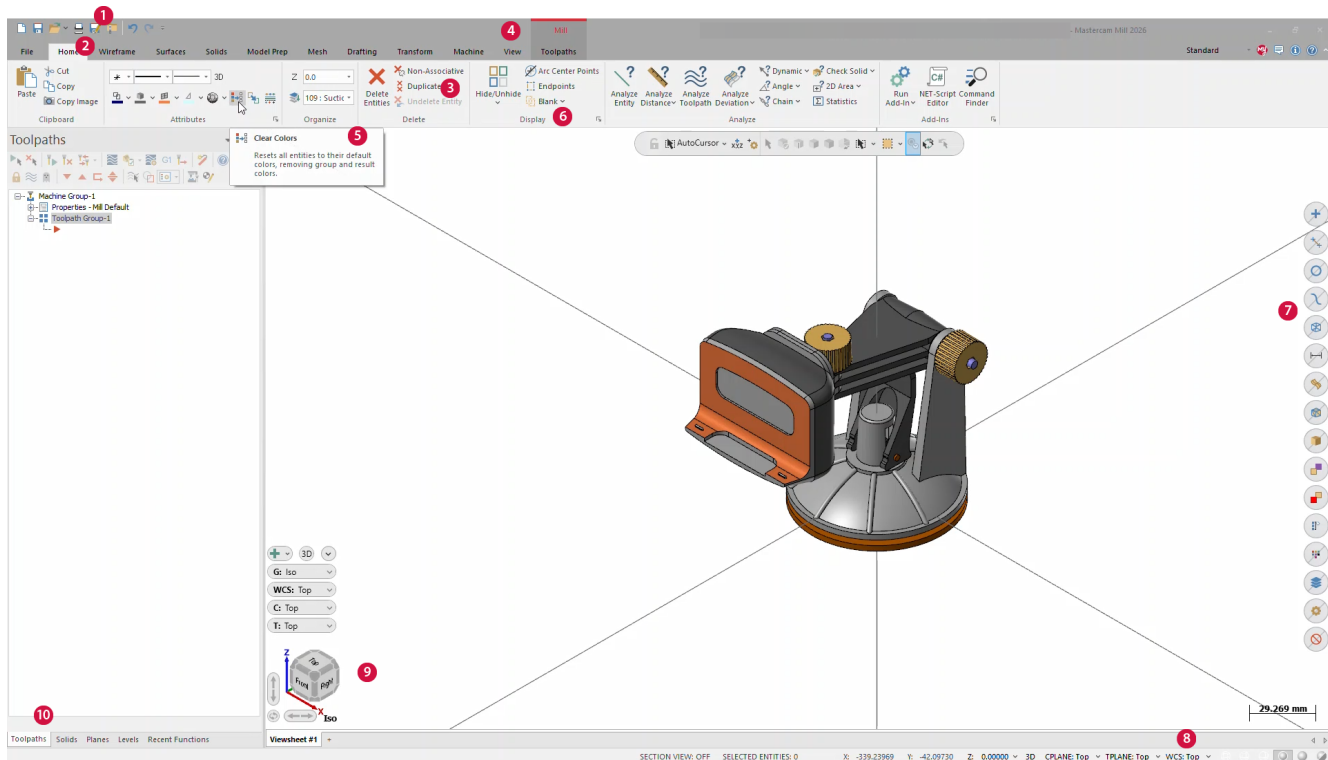 1
4
Mill
- Mastercam Mill 2026
File
Home
2
Wireframe
Surfaces
Solids
Model Prep
Mesh
Drafting
Transform
Machine
View
Toolpaths
Standard
Paste
Cut
Copy
Copy Image
Clipboard
3D
Attributes
Z 0.0
109 : Suctic
Organize
Delete
Entities
Non-Associative
Duplicate
3
Undelete Entity
Delete
Hide/Unhide
Arc Center Points
Endpoints
Blank
Display
6
Analyze
Entity
Analyze
Distance
Analyze
Toolpath
Analyze
Deviation
Dynamic
Angle
Chain
Check Solid
2D Area
Statistics
Analyze
Run
Add-In
C#
NET-Script
Editor
Command
Finder
Add-Ins
Clear Colors
5
Resets all entities to their default
colors, removing group and result
colors.
Toolpaths
G1
AutoCursor
XYZ
Machine Group-1
Properties - Mill Default
Toolpath Group-1
7
3D
G: Iso
WCS: Top
C: Top
T: Top
Z
Top
Front
Right
X
Iso
9
29.269 mm
10
Toolpaths
Solids
Planes
Levels
Recent Functions
Viewsheet #1
+
8
SECTION VIEW: OFF
SELECTED ENTITIES: 0
X: -339.23969
Y: -42.09730
Z: 0.00000
3D
CPLANE: Top
TPLANE: Top
WCS: Top